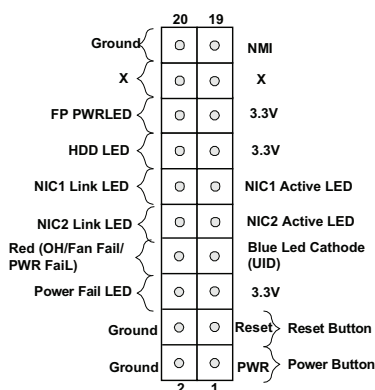 20 19
Ground NMI
X X
FP PWRLED 3.3V
HDD LED 3.3V
NIC1 Link LED NIC1 Active LED
NIC2 Link LED NIC2 Active LED
Red (OH/Fan Fail/ Blue Led Cathode
PWR FaiL) (UID)
Power Fail LED 3.3V
Ground Reset Reset Button
Ground PWR Power Button
2 1